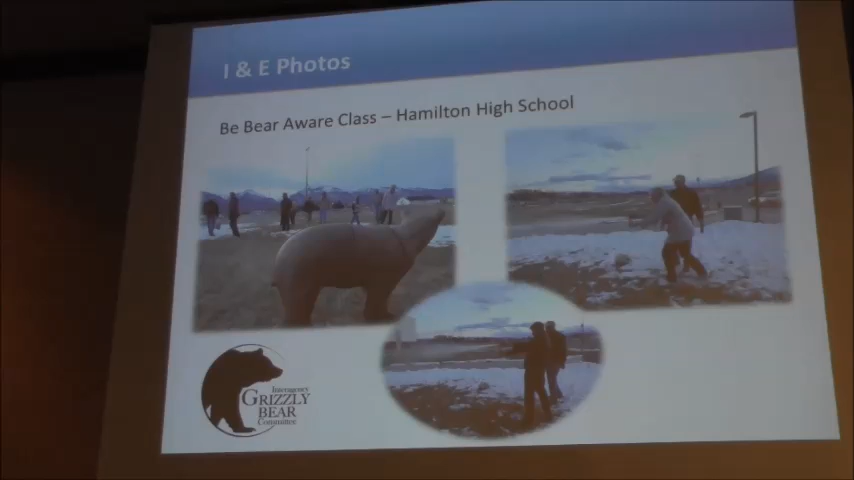 I & E Photos
Be Bear Aware Class – Hamilton High School
Interagency
GRIZZLY
BEAR
Committee